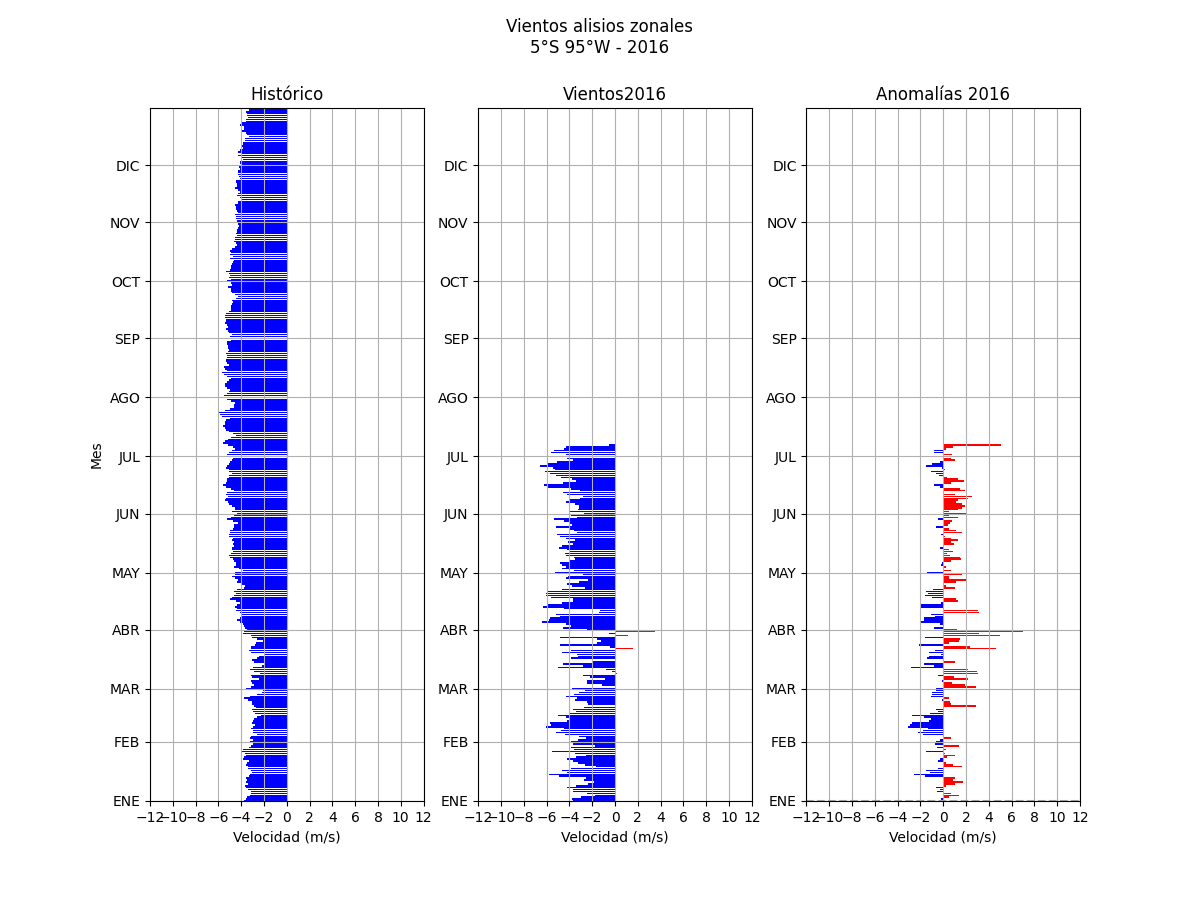 Vientos alisios zonales
5°S 95°W - 2016
Histórico
Vientos2016
Anomalías 2016
DIC
NOV
OCT
SEP
AGO
JUL
JUN
MAY
ABR
MAR
FEB
ENE
Mes
−12 −10 −8 −6 −4 −2 0 2 4 6 8 10 12
Velocidad (m/s)
DIC
NOV
OCT
SEP
AGO
JUL
JUN
MAY
ABR
MAR
FEB
ENE
−12 −10 −8 −6 −4 −2 0 2 4 6 8 10 12
Velocidad (m/s)
DIC
NOV
OCT
SEP
AGO
JUL
JUN
MAY
ABR
MAR
FEB
ENE
−12 −10 −8 −6 −4 −2 0 2 4 6 8 10 12
Velocidad (m/s)